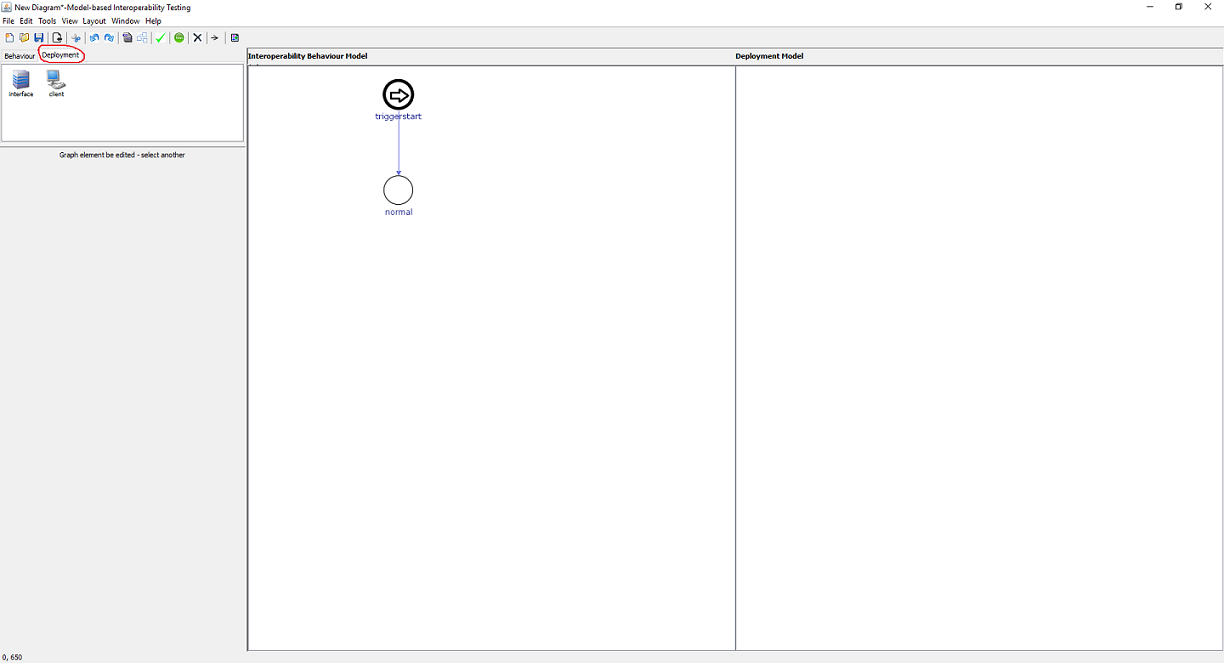 New Diagram*-Model-based Interoperability Testing
File Edit Tools View Layout Window Help
Behaviour Deployment
interface client
Graph element be edited - select another
Interoperability Behaviour Model
Deployment Model
triggerstart
normal
0, 650